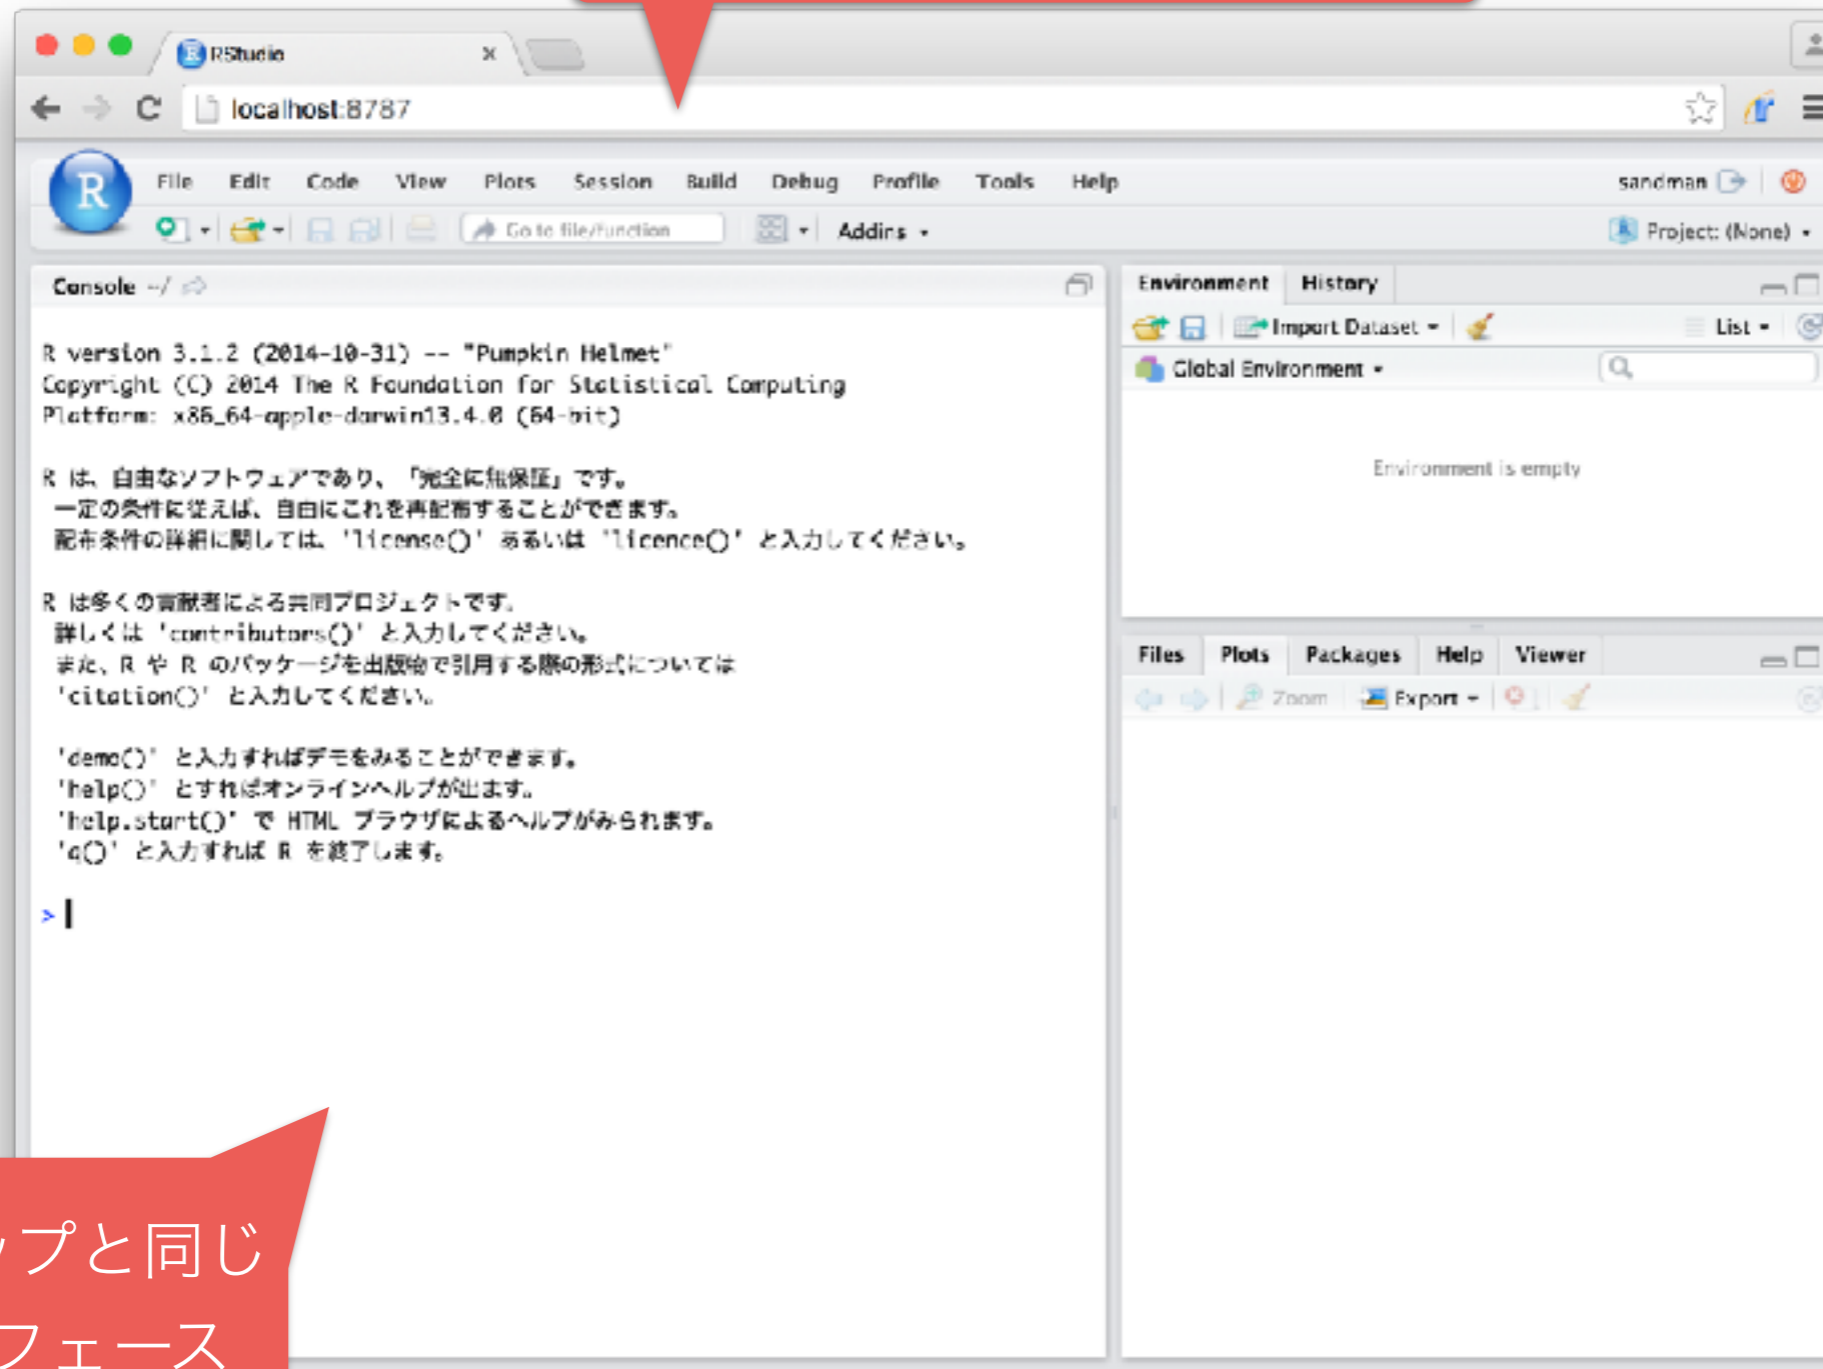 RStudio
localhost:8787
File Edit Code View Plots Session Build Debug Profile Tools Help
sandman
Go to file/function
Addins
Project: (None)
Console ~/
R version 3.1.2 (2014-10-31) -- "Pumpkin Helmet"
Copyright (C) 2014 The R Foundation for Statistical Computing
Platform: x86_64-apple-darwin13.4.0 (64-bit)
R は、自由なソフトウェアであり、「完全に無保証」です。
一定の条件に従えば、自由にこれを再配布することができます。
配布条件の詳細に関しては、'license()' あるいは 'licence()' と入力してください。
R は多くの貢献者による共同プロジェクトです。
詳しくは 'contributors()' と入力してください。
また、R や R のパッケージを出版物で引用する際の形式については
'citation()' と入力してください。
'demo()' と入力すればデモをみることができます。
'help()' とすればオンラインヘルプが出ます。
'help.start()' で HTML ブラウザによるヘルプがみられます。
'q()' と入力すれば R を終了します。
>
Environment History
Import Dataset
List
Global Environment
Environment is empty
Files Plots Packages Help Viewer
Zoom Export
ップと同じ
フェース